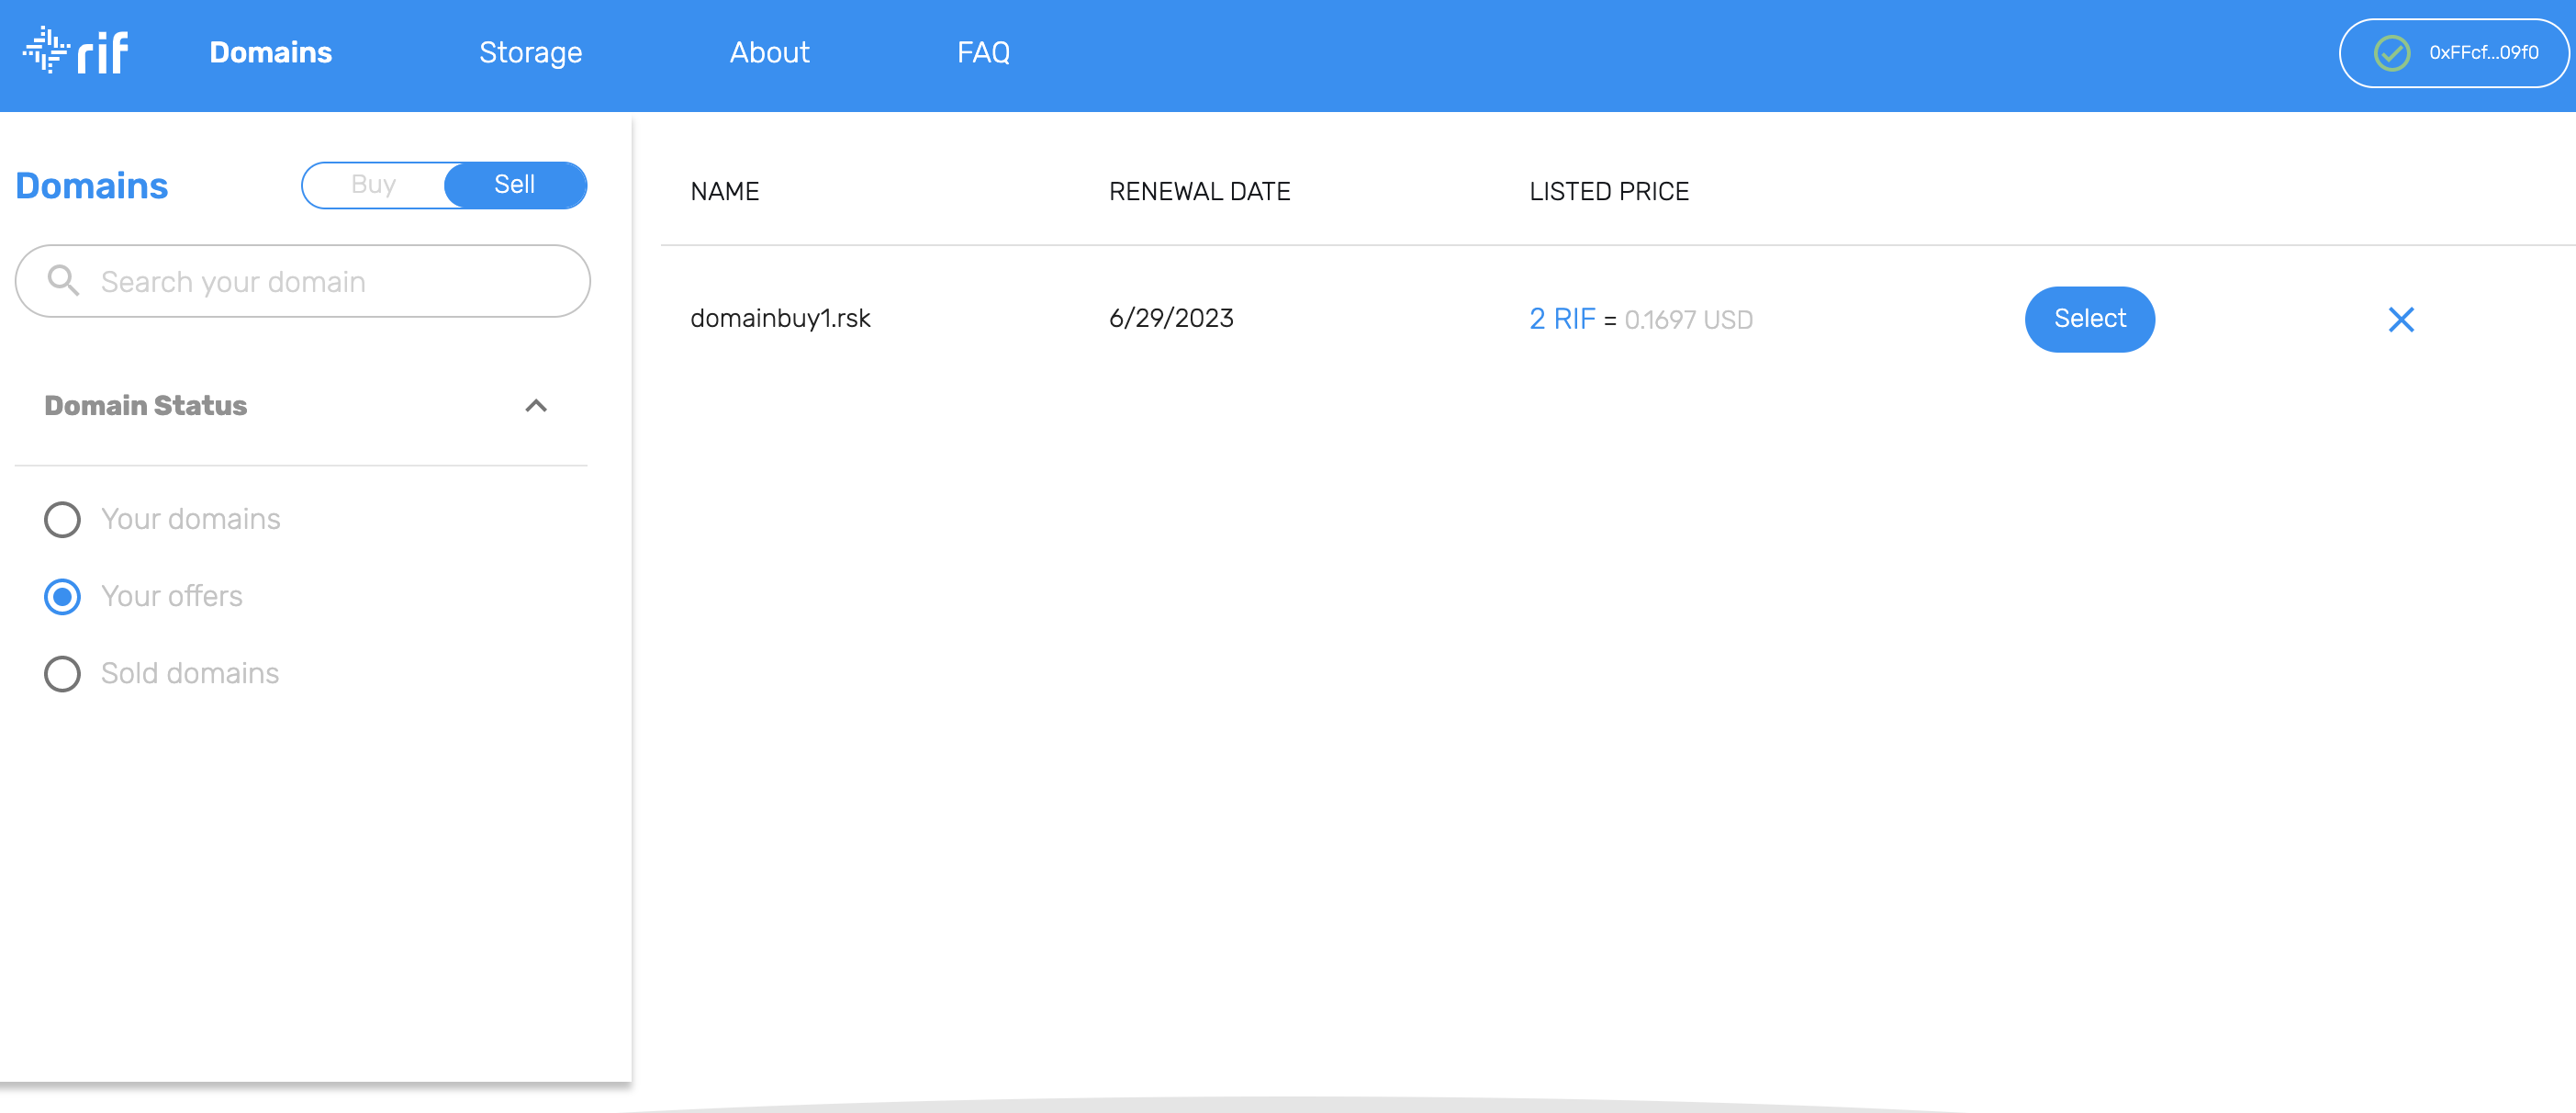 rif
Domains
Storage
About
FAQ
0xFFcf...09f0
Domains
Buy
Sell
Search your domain
Domain Status
Your domains
Your offers
Sold domains
NAME RENEWAL DATE LISTED PRICE
domainbuy1.rsk 6/29/2023 2 RIF = 0.1697 USD Select